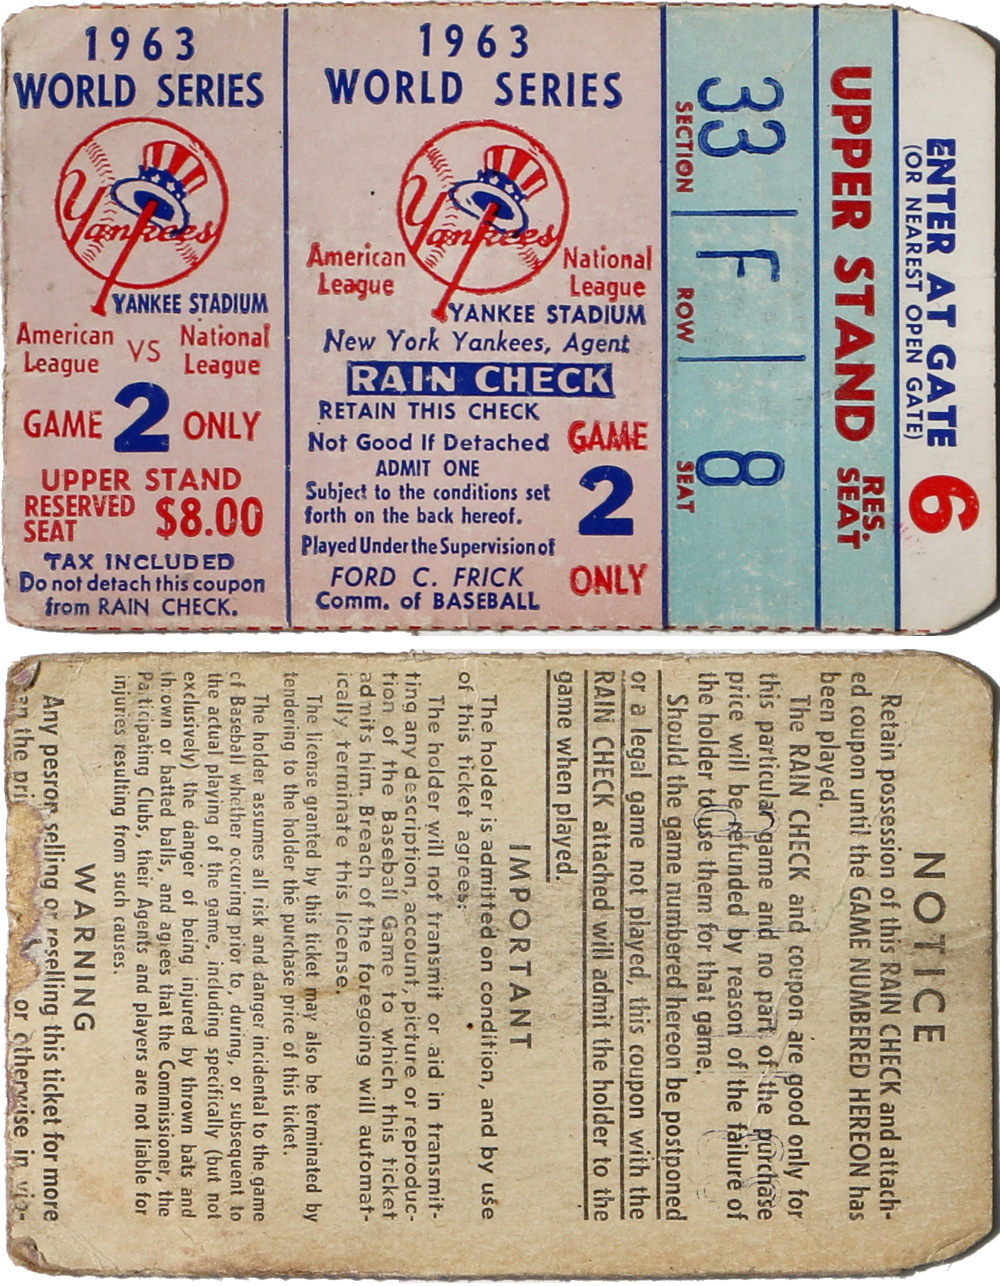 1963
WORLD SERIES
Yankees
YANKEE STADIUM
American League VS National League
GAME 2 ONLY
UPPER STAND
RESERVED SEAT $8.00
TAX INCLUDED
Do not detach this coupon
from RAIN CHECK.
1963
WORLD SERIES
Yankees
American League
National League
YANKEE STADIUM
New York Yankees, Agent
RAIN CHECK
RETAIN THIS CHECK
Not Good If Detached
ADMIT ONE
Subject to the conditions set
forth on the back hereof.
Played Under the Supervision of
FORD C. FRICK
Comm. of BASEBALL
GAME
2
ONLY
33 F 8
SECTION ROW SEAT
UPPER STAND RES. SEAT
ENTER AT GATE 6
(OR NEAREST OPEN GATE)
NOTICE
Retain possession of this RAIN CHECK and attach-
ed coupon until the GAME NUMBERED HEREON has
been played.
The RAIN CHECK and coupon are good only for
this particular game and no part of the purchase
price will be refunded by reason of the failure of
the holder to use them for that game.
Should the game numbered hereon be postponed
or a legal game not played, this coupon with the
RAIN CHECK attached will admit the holder to the
game when played.
IMPORTANT
The holder is admitted on condition, and by use
of this ticket agrees:
The holder will not transmit or aid in transmit-
ting any description, account, picture or reproduc-
tion of the Baseball Game to which this ticket
admits him. Breach of the foregoing will automat-
ically terminate this license.
The license granted by this ticket may also be terminated by
tendering to the holder the purchase price of this ticket.
The holder assumes all risk and danger incidental to the game
of Baseball whether occuring prior to, during, or subsequent to
the actual playing of the game, including specifically (but not
exclusively) the danger of being injured by thrown bats and
thrown or batted balls, and agrees that the Commissioner, the
Participating Clubs, their Agents and players are not liable for
injuries resulting from such causes.
WARNING
Any pesron selling or reselling this ticket for more
an the pri or otherwise in vio-